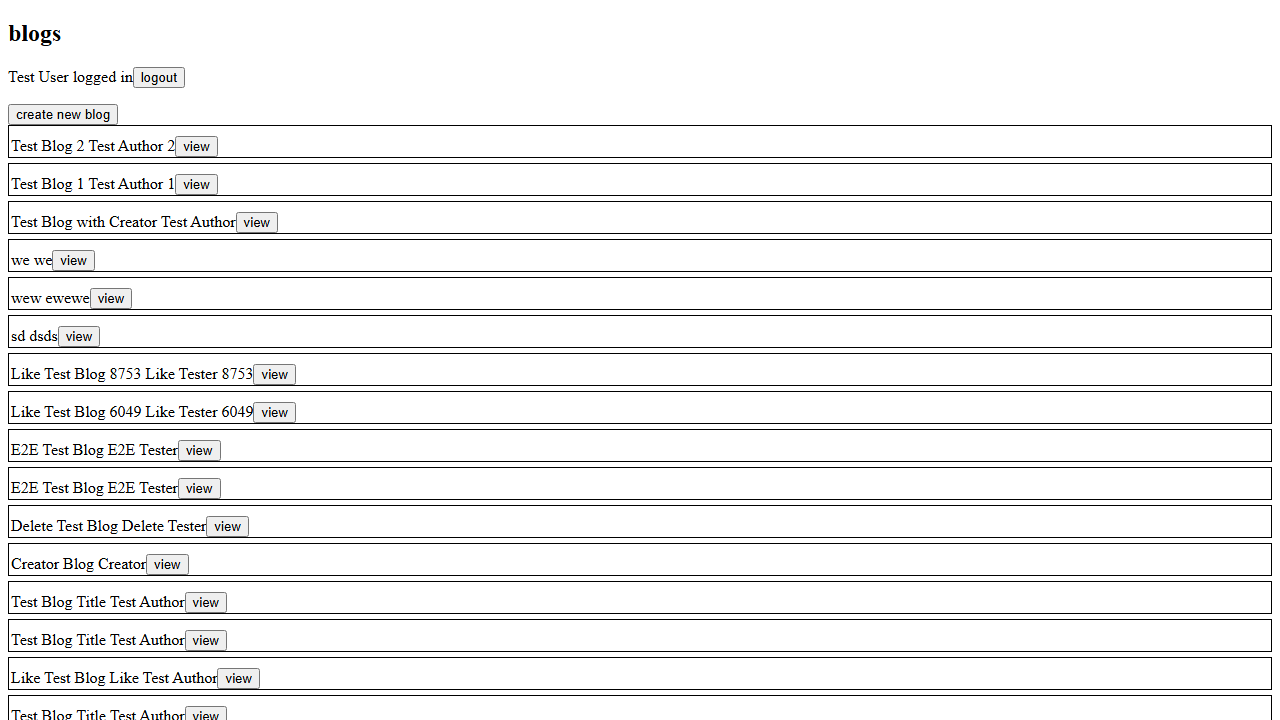 blogs
Test User logged in logout
create new blog
Test Blog 2 Test Author 2 view
Test Blog 1 Test Author 1 view
Test Blog with Creator Test Author view
we we view
wew ewewe view
sd dsds view
Like Test Blog 8753 Like Tester 8753 view
Like Test Blog 6049 Like Tester 6049 view
E2E Test Blog E2E Tester view
E2E Test Blog E2E Tester view
Delete Test Blog Delete Tester view
Creator Blog Creator view
Test Blog Title Test Author view
Test Blog Title Test Author view
Like Test Blog Like Test Author view
Test Blog Title Test Author view